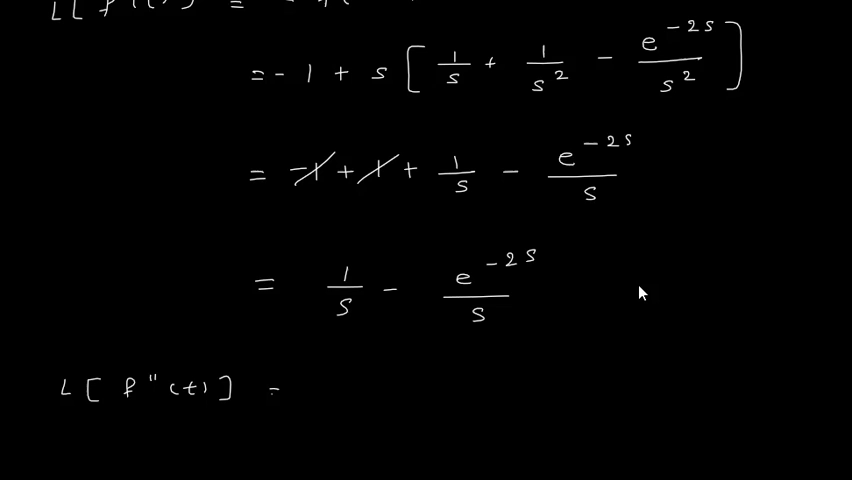 = - 1 + s [ 1/s + 1/s² - e^-2s/s² ]
= -1 + 1 + 1/s - e^-2s/s
= 1/s - e^-2s/s
L [ f"(t) ] =